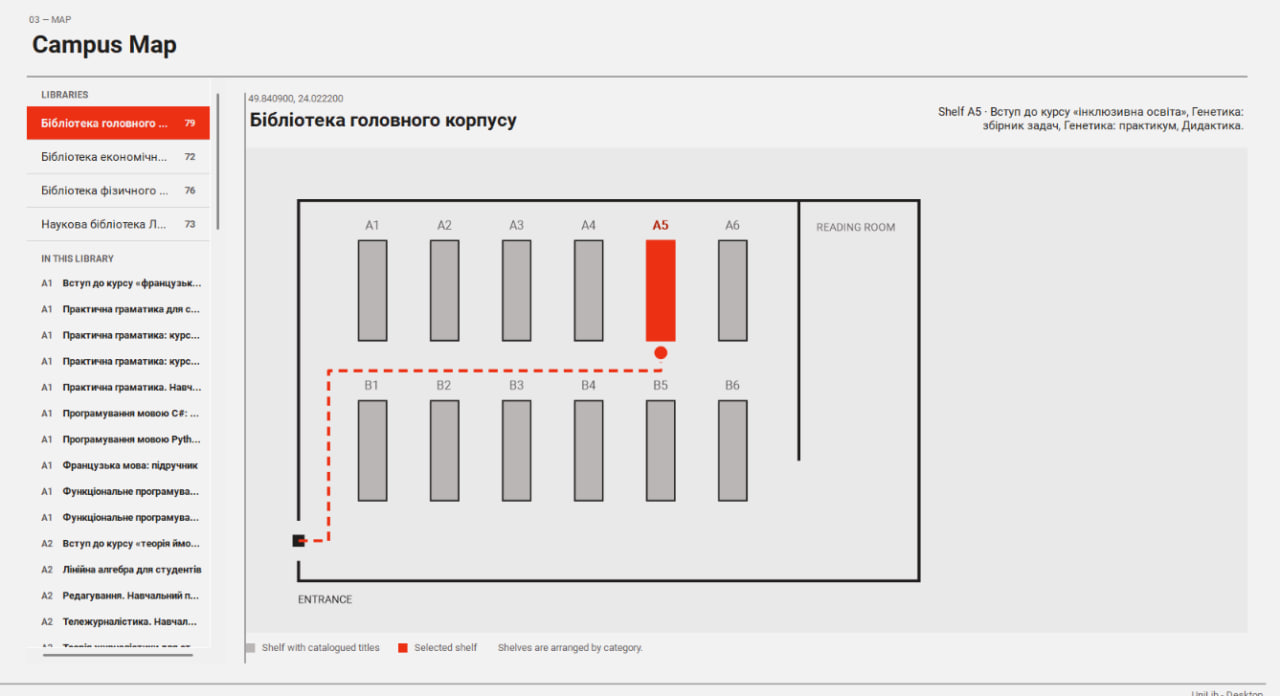 03 — MAP
Campus Map
LIBRARIES
Бібліотека головного ... 79
Бібліотека економічн... 72
Бібліотека фізичного ... 76
Наукова бібліотека Л... 73
IN THIS LIBRARY
A1 Вступ до курсу «французьк...
A1 Практична граматика для с...
A1 Практична граматика: курс...
A1 Практична граматика: курс...
A1 Практична граматика. Навч...
A1 Програмування мовою C#: ...
A1 Програмування мовою Pyth...
A1 Французька мова: підручник
A1 Функціональне програмува...
A1 Функціональне програмува...
A2 Вступ до курсу «теорія ймо...
A2 Лінійна алгебра для студентів
A2 Редагування. Навчальний п...
A2 Тележурналістика. Навчал...
49.840900, 24.022200
Бібліотека головного корпусу
Shelf A5 · Вступ до курсу «інклюзивна освіта», Генетика:
збірник задач, Генетика: практикум, Дидактика.
A1 A2 A3 A4 A5 A6
READING ROOM
B1 B2 B3 B4 B5 B6
ENTRANCE
Shelf with catalogued titles Selected shelf Shelves are arranged by category.
UniLib - Desktop